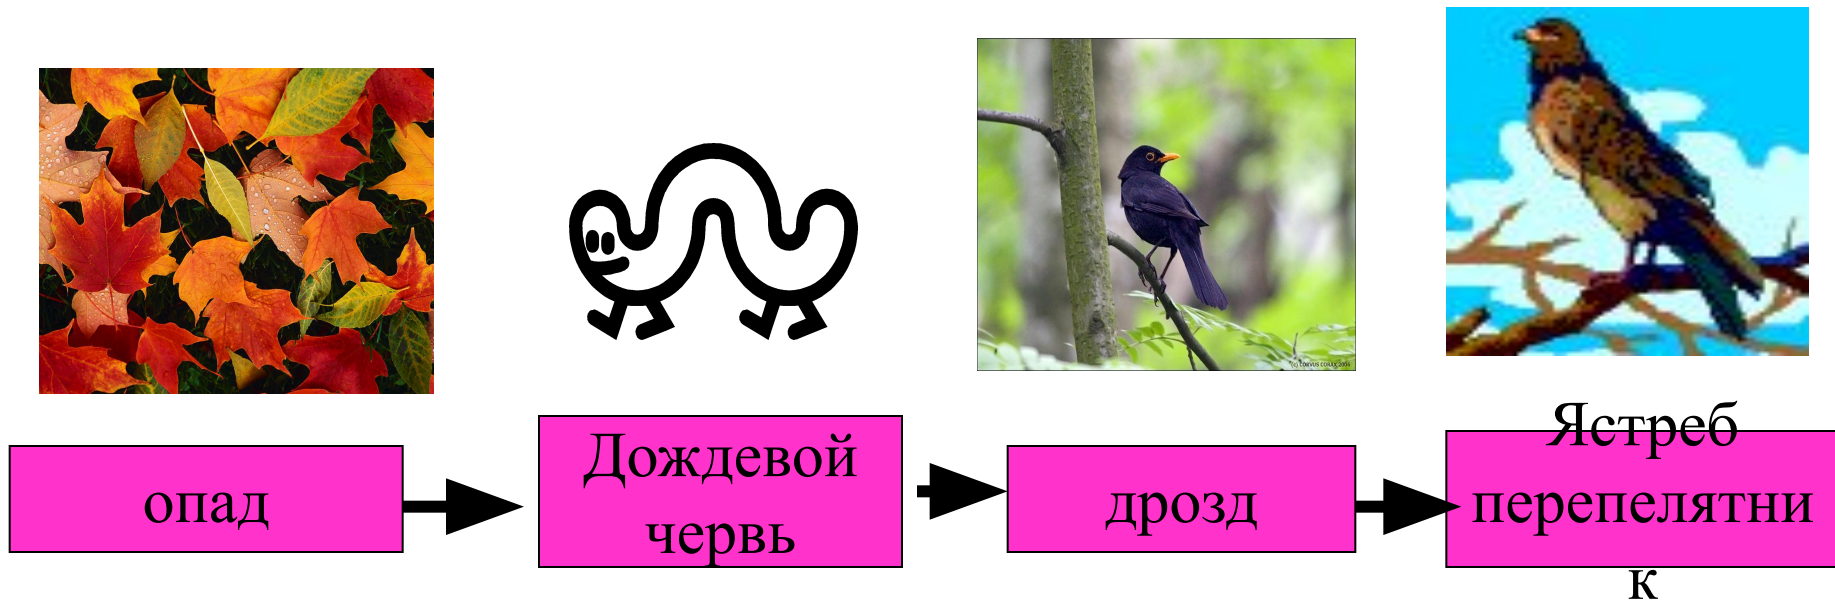 опад
Дождевой
червь
дрозд
Ястреб
перепелятни
к